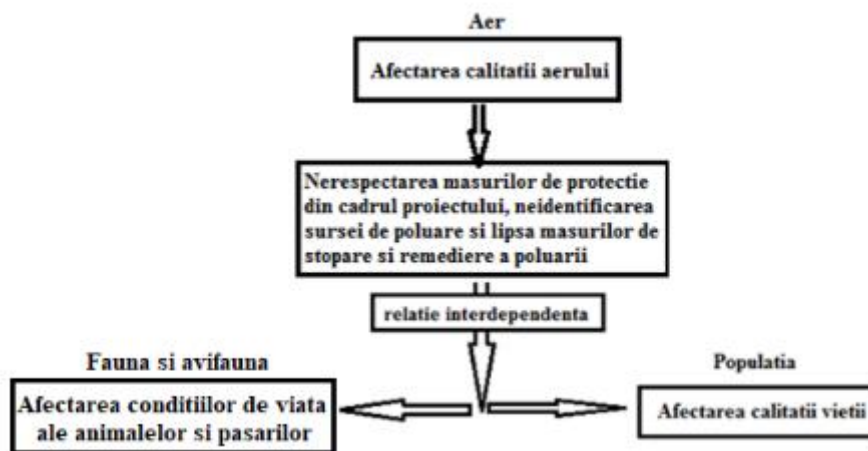 Aer
Afectarea calitatii aerului
Nerespectarea masurilor de protectie
din cadrul proiectului, neidentificarea
sursei de poluare si lipsa masurilor de
stopare si remediere a poluarii
relatie interdependenta
Fauna si avifauna
Afectarea conditiilor de viata
ale animalelor si pasarilor
Populatia
Afectarea calitatii vietii